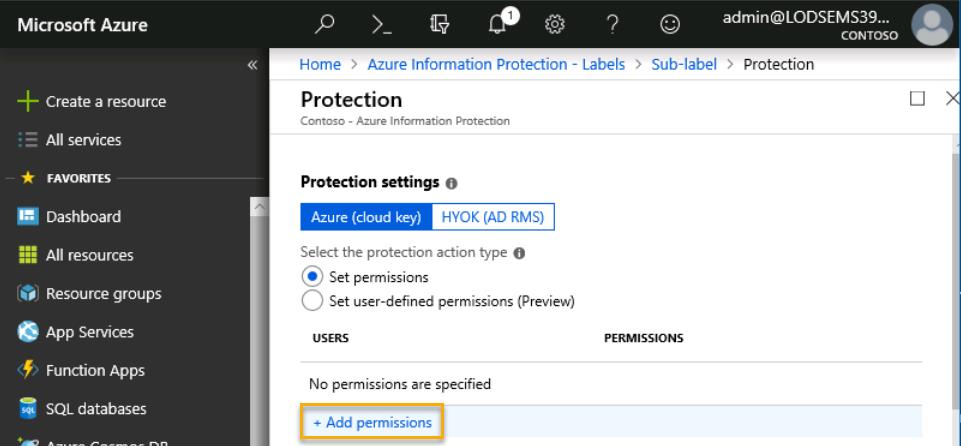 Microsoft Azure
1
admin@LODSEMS39...
CONTOSO
Home > Azure Information Protection - Labels > Sub-label > Protection
Protection
Contoso - Azure Information Protection
Create a resource
All services
FAVORITES
Dashboard
All resources
Resource groups
App Services
Function Apps
SQL databases
Azure Cosmos DB
Protection settings
Azure (cloud key) HYOK (AD RMS)
Select the protection action type
Set permissions
Set user-defined permissions (Preview)
USERS PERMISSIONS
No permissions are specified
+ Add permissions